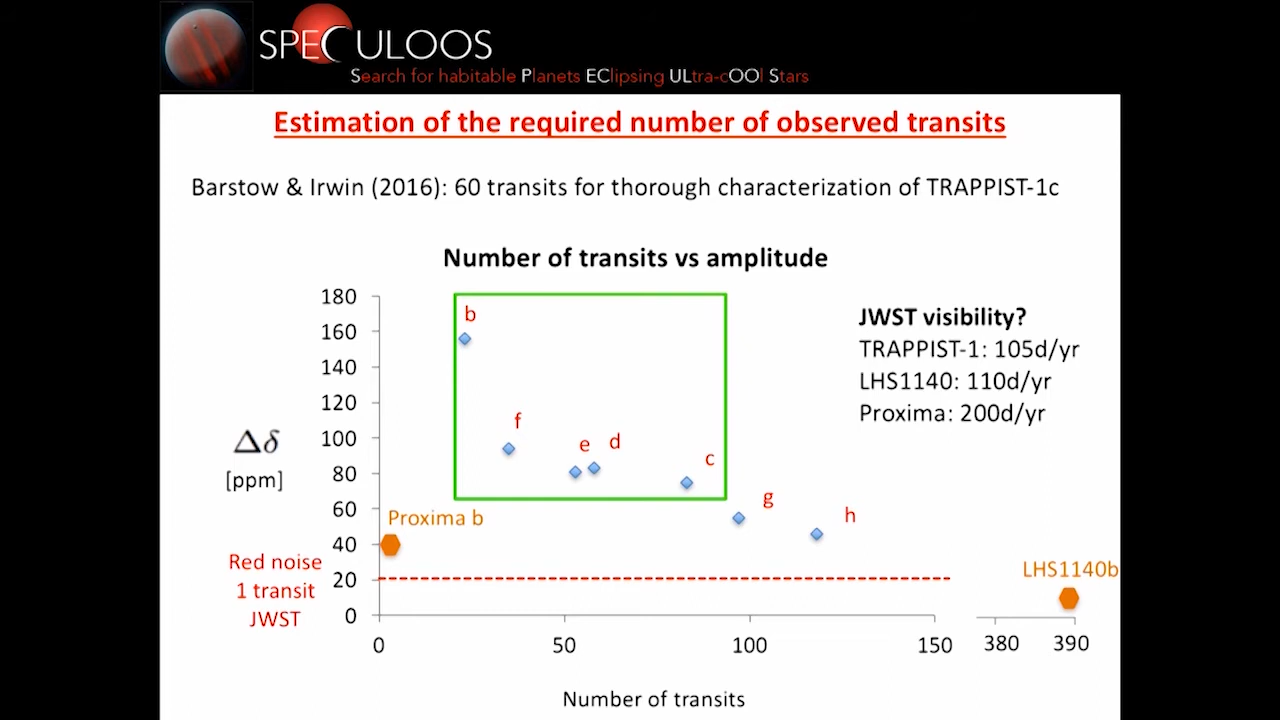 SPECULOOS
Search for habitable Planets EClipsing ULtra-cOOl Stars
Estimation of the required number of observed transits
Barstow & Irwin (2016): 60 transits for thorough characterization of TRAPPIST-1c
Number of transits vs amplitude
JWST visibility?
TRAPPIST-1: 105d/yr
LHS1140: 110d/yr
Proxima: 200d/yr
Δδ
[ppm]
180
160
140
120
100
80
60
40
20
0
b
f
e
d
c
g
h
Proxima b
Red noise
1 transit
JWST
LHS1140b
0
50
100
150
380
390
Number of transits